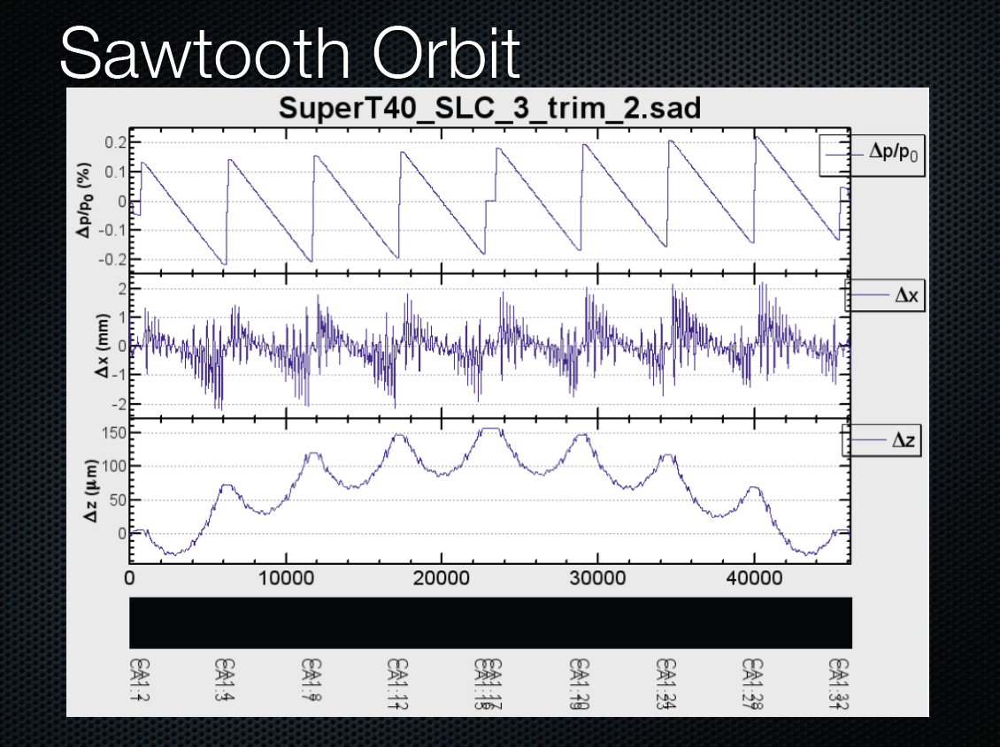 Sawtooth Orbit
SuperT40_SLC_3_trim_2.sad
Δp/p0 (%)
0.2
0.1
0
-0.1
-0.2
Δp/p0
Δx (mm)
2
1
0
-1
-2
Δx
Δz (μm)
150
100
50
0
Δz
0 10000 20000 30000 40000